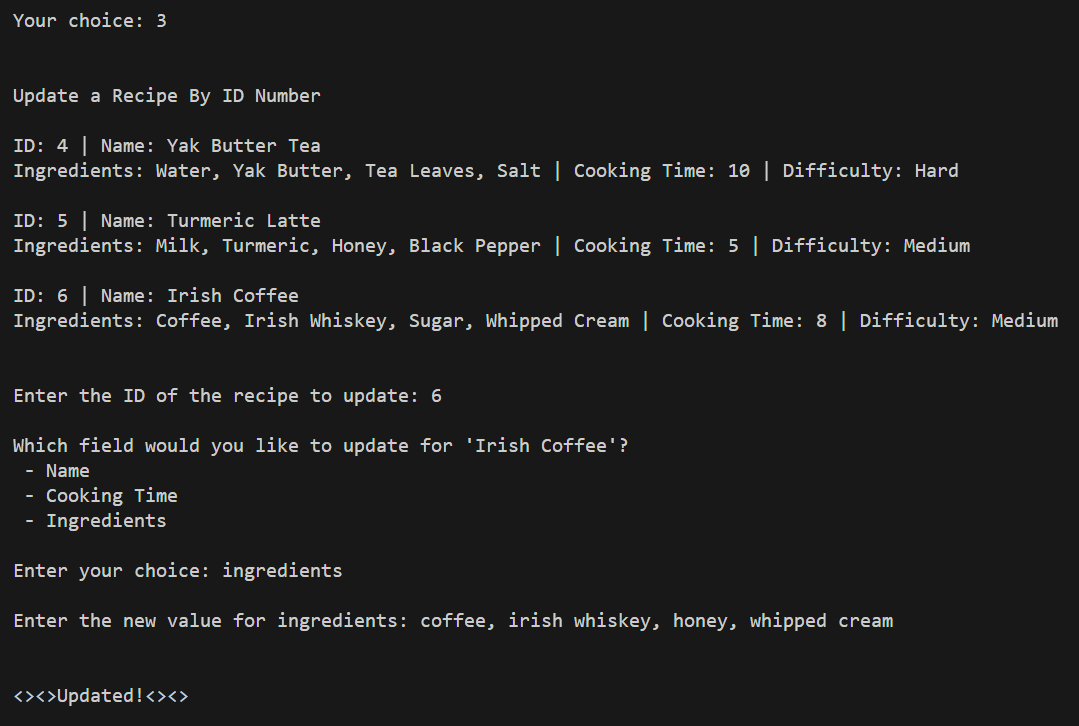 Your choice: 3
Update a Recipe By ID Number
ID: 4 | Name: Yak Butter Tea
Ingredients: Water, Yak Butter, Tea Leaves, Salt | Cooking Time: 10 | Difficulty: Hard
ID: 5 | Name: Turmeric Latte
Ingredients: Milk, Turmeric, Honey, Black Pepper | Cooking Time: 5 | Difficulty: Medium
ID: 6 | Name: Irish Coffee
Ingredients: Coffee, Irish Whiskey, Sugar, Whipped Cream | Cooking Time: 8 | Difficulty: Medium
Enter the ID of the recipe to update: 6
Which field would you like to update for 'Irish Coffee'?
- Name
- Cooking Time
- Ingredients
Enter your choice: ingredients
Enter the new value for ingredients: coffee, irish whiskey, honey, whipped cream
<><>Updated!<><>